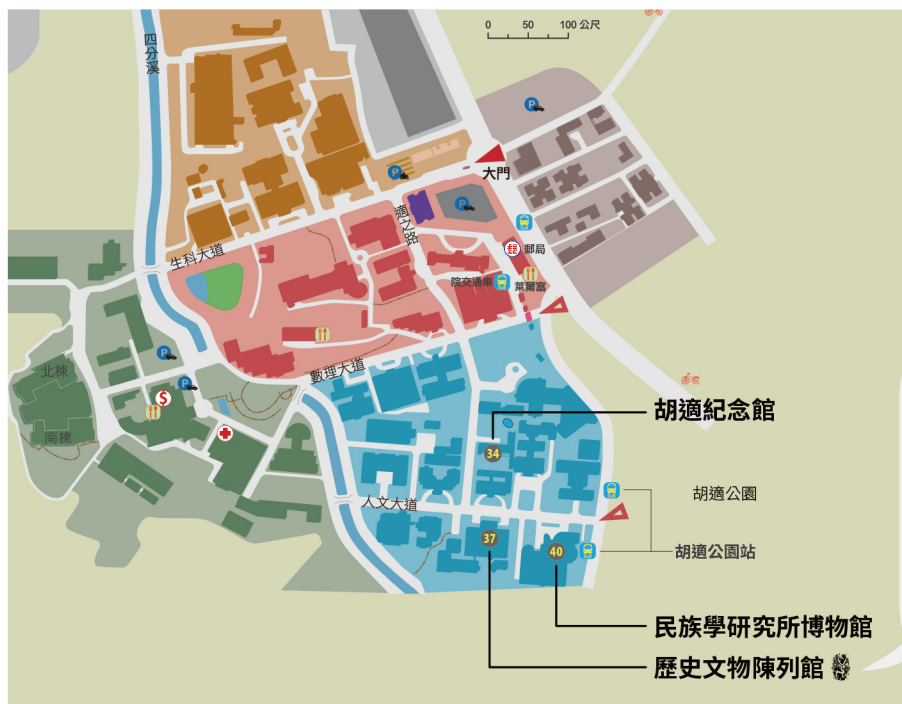 0 50 100 公尺
四分溪
P
P
大門
適之路
P
郵 郵局
生科大道
院交通車
萊爾富
數理大道
P
北棟
P
$
南棟
胡適紀念館
34
人文大道
胡適公園
37
40
胡適公園站
民族學研究所博物館
歷史文物陳列館